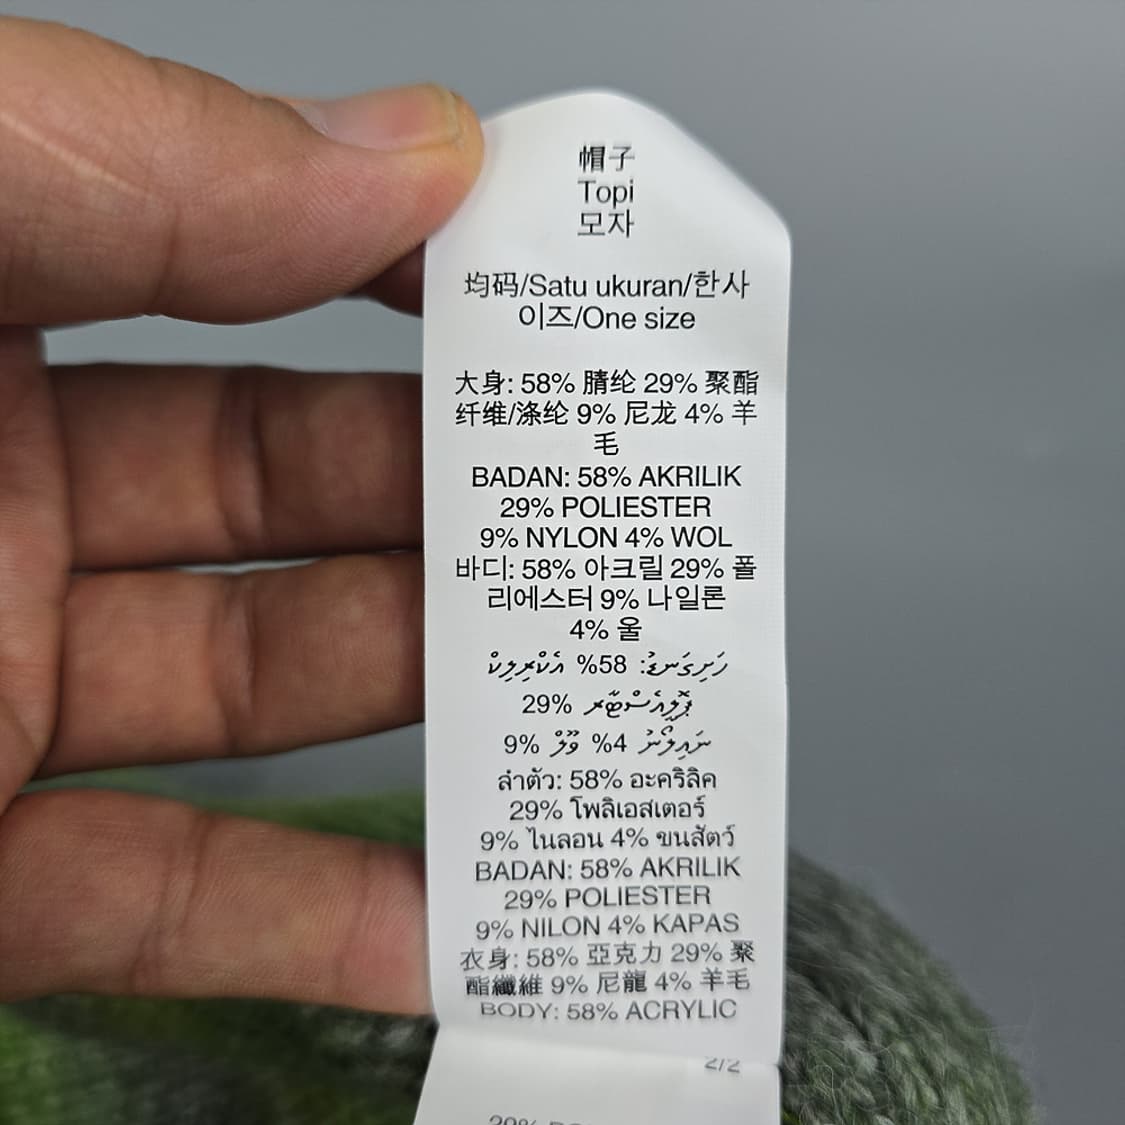 帽子
Topi
모자
均码/Satu ukuran/한사
이즈/One size
大身: 58% 腈纶 29% 聚酯
纤维/涤纶 9% 尼龙 4% 羊
毛
BADAN: 58% AKRILIK
29% POLIESTER
9% NYLON 4% WOL
바디: 58% 아크릴 29% 폴
리에스터 9% 나일론
4% 울
ހަށިގަނޑު: 58% އެކްރިލިކް
ޕޮލިއެސްޓާރ 29%
ނައިލޯނު 4% ވޫލް 9%
ลำตัว: 58% อะคริลิค
29% โพลิเอสเตอร์
9% ไนลอน 4% ขนสัตว์
BADAN: 58% AKRILIK
29% POLIESTER
9% NILON 4% KAPAS
衣身: 58% 亞克力 29% 聚
酯纖維 9% 尼龍 4% 羊毛
BODY: 58% ACRYLIC
2/2
29%